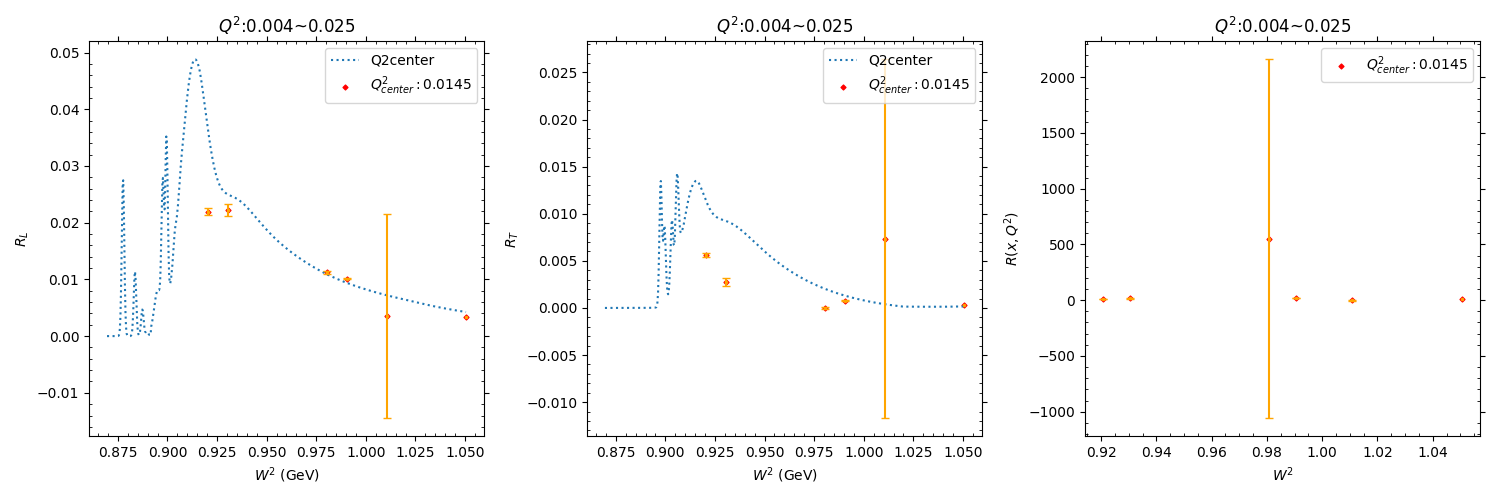 Q²:0.004~0.025
R_L
0.05
0.04
0.03
0.02
0.01
0.00
−0.01
Q2center
Q²_center : 0.0145
0.875 0.900 0.925 0.950 0.975 1.000 1.025 1.050
W² (GeV)
Q²:0.004~0.025
R_T
0.025
0.020
0.015
0.010
0.005
0.000
−0.005
−0.010
Q2center
Q²_center : 0.0145
0.875 0.900 0.925 0.950 0.975 1.000 1.025 1.050
W² (GeV)
Q²:0.004~0.025
R(x, Q²)
2000
1500
1000
500
0
−500
−1000
Q²_center : 0.0145
0.92 0.94 0.96 0.98 1.00 1.02 1.04
W²